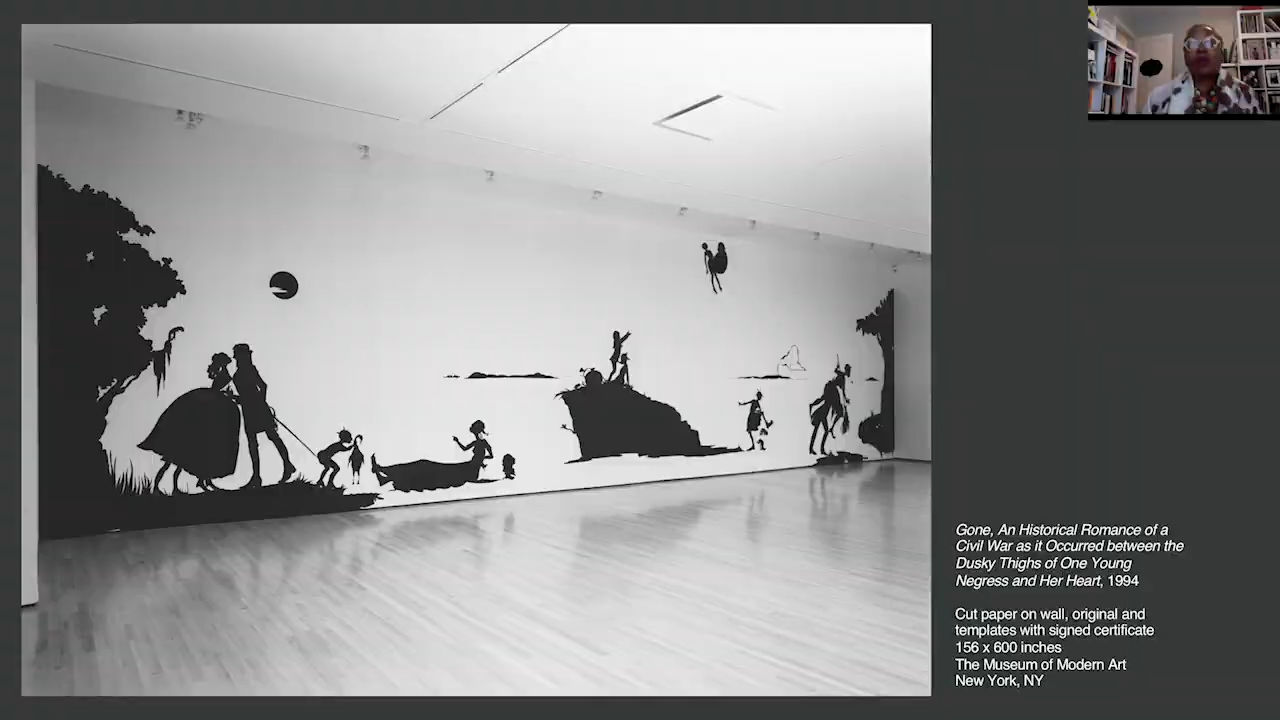 Gone, An Historical Romance of a
Civil War as it Occurred between the
Dusky Thighs of One Young
Negress and Her Heart, 1994
Cut paper on wall, original and
templates with signed certificate
156 x 600 inches
The Museum of Modern Art
New York, NY